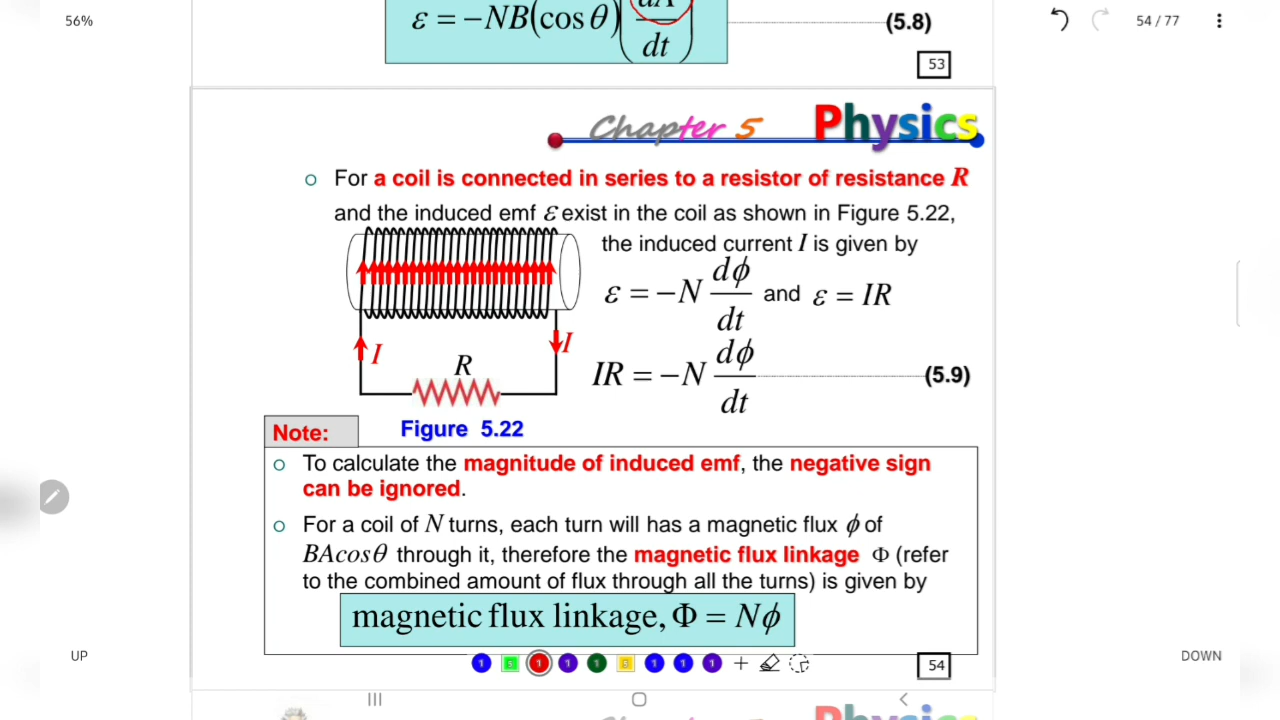 56%
54 / 77
ε = −NB(cos θ)(dA/dt)
(5.8)
53
Chapter 5 Physics
o For a coil is connected in series to a resistor of resistance R
and the induced emf ε exist in the coil as shown in Figure 5.22,
the induced current I is given by
ε = −N dϕ/dt and ε = IR
IR = −N dϕ/dt (5.9)
I
I
R
Figure 5.22
Note:
o To calculate the magnitude of induced emf, the negative sign
can be ignored.
o For a coil of N turns, each turn will has a magnetic flux ϕ of
BAcosθ through it, therefore the magnetic flux linkage Φ (refer
to the combined amount of flux through all the turns) is given by
magnetic flux linkage, Φ = Nϕ
UP
DOWN
54